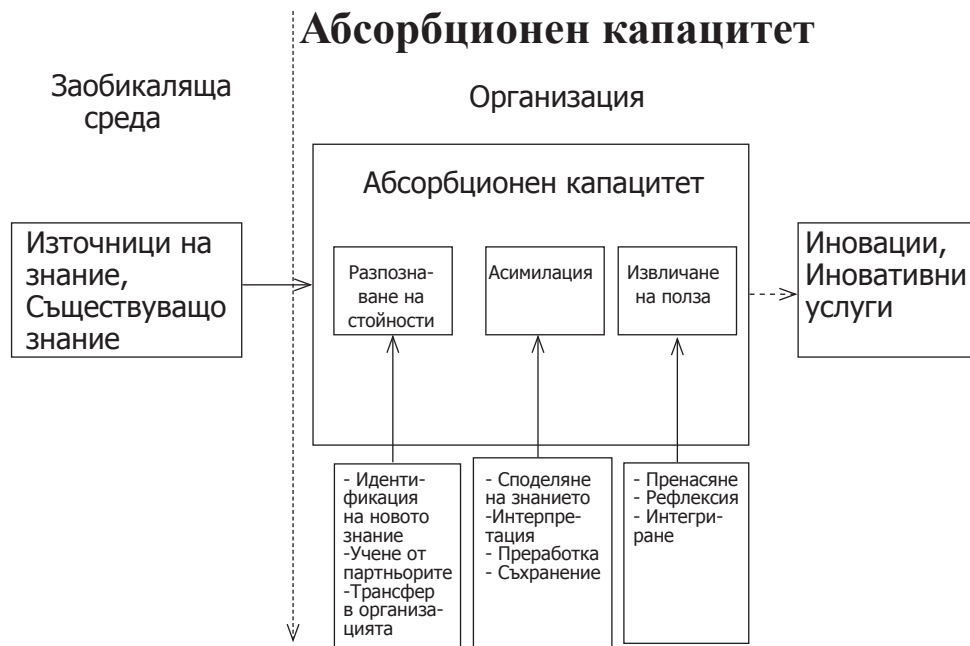 Абсорбционен капацитет
Заобикаляща
среда
Организация
Абсорбционен капацитет
Източници на
знание,
Съществуващо
знание
Разпозна-
ване на
стойности
Асимилация
Извличане
на полза
Иновации,
Иновативни
услуги
- Иденти-
фикация
на новото
знание
-Учене от
партньорите
-Трансфер
в организа-
цията
- Споделяне
на знанието
-Интерпре-
тация
- Преработка
- Съхранение
- Пренасяне
- Рефлексия
- Интегри-
ране